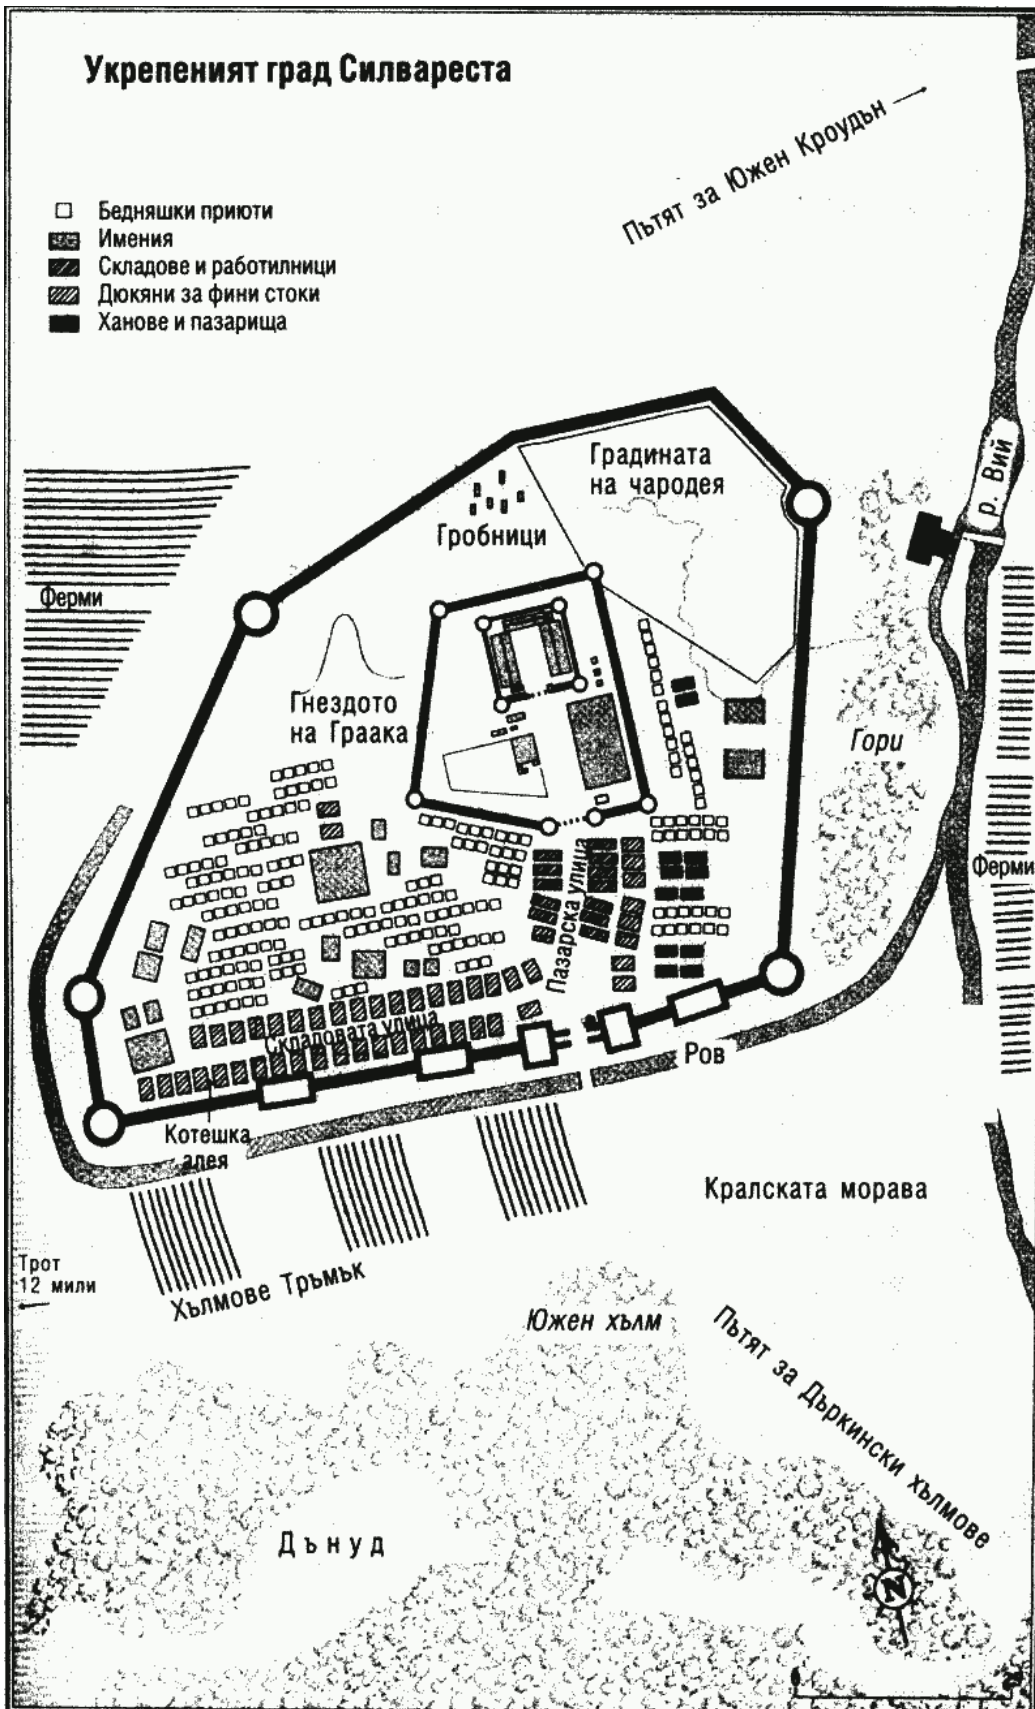 Укрепеният град Силвареста
Пътят за Южен Кроудън
Бедняшки приюти
Имения
Складове и работилници
Дюкяни за фини стоки
Ханове и пазарища
Градината
на чародея
р. Вий
Гробници
Ферми
Гнездото
на Граака
Гори
Ферми
Пазарска улица
Складовата улица
Ров
Котешка
алея
Кралската морава
Трот
12 мили
Хълмове Тръмък
Южен хълм
Пътят за Дъркински хълмове
Дънуд
N